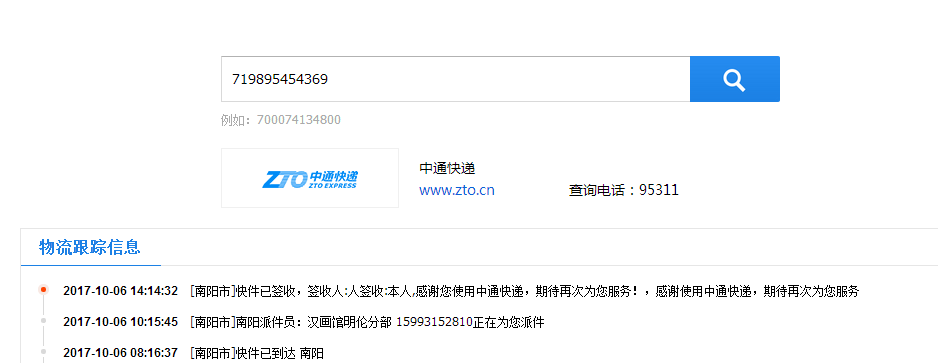 719895454369
例如：700074134800
ZTO中通快递
ZTO EXPRESS
中通快递
www.zto.cn 查询电话：95311
物流跟踪信息
2017-10-06 14:14:32 [南阳市]快件已签收，签收人:人签收:本人,感谢您使用中通快递，期待再次为您服务！，感谢使用中通快递，期待再次为您服务
2017-10-06 10:15:45 [南阳市]南阳派件员：汉画馆明伦分部 15993152810正在为您派件
2017-10-06 08:16:37 [南阳市]快件已到达 南阳